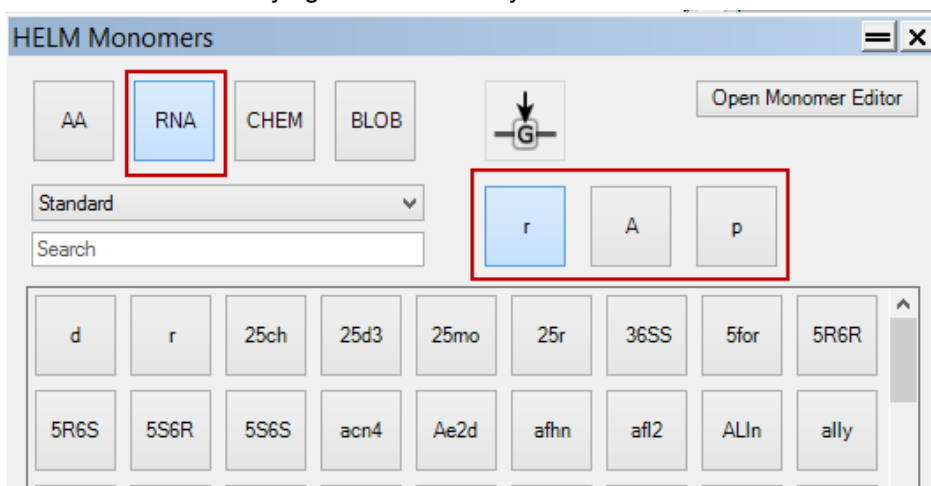 HELM Monomers
AA RNA CHEM BLOB G Open Monomer Editor
Standard
r A p
Search
d r 25ch 25d3 25mo 25r 36SS 5for 5R6R
5R6S 5S6R 5S6S acn4 Ae2d afhn afl2 ALln ally